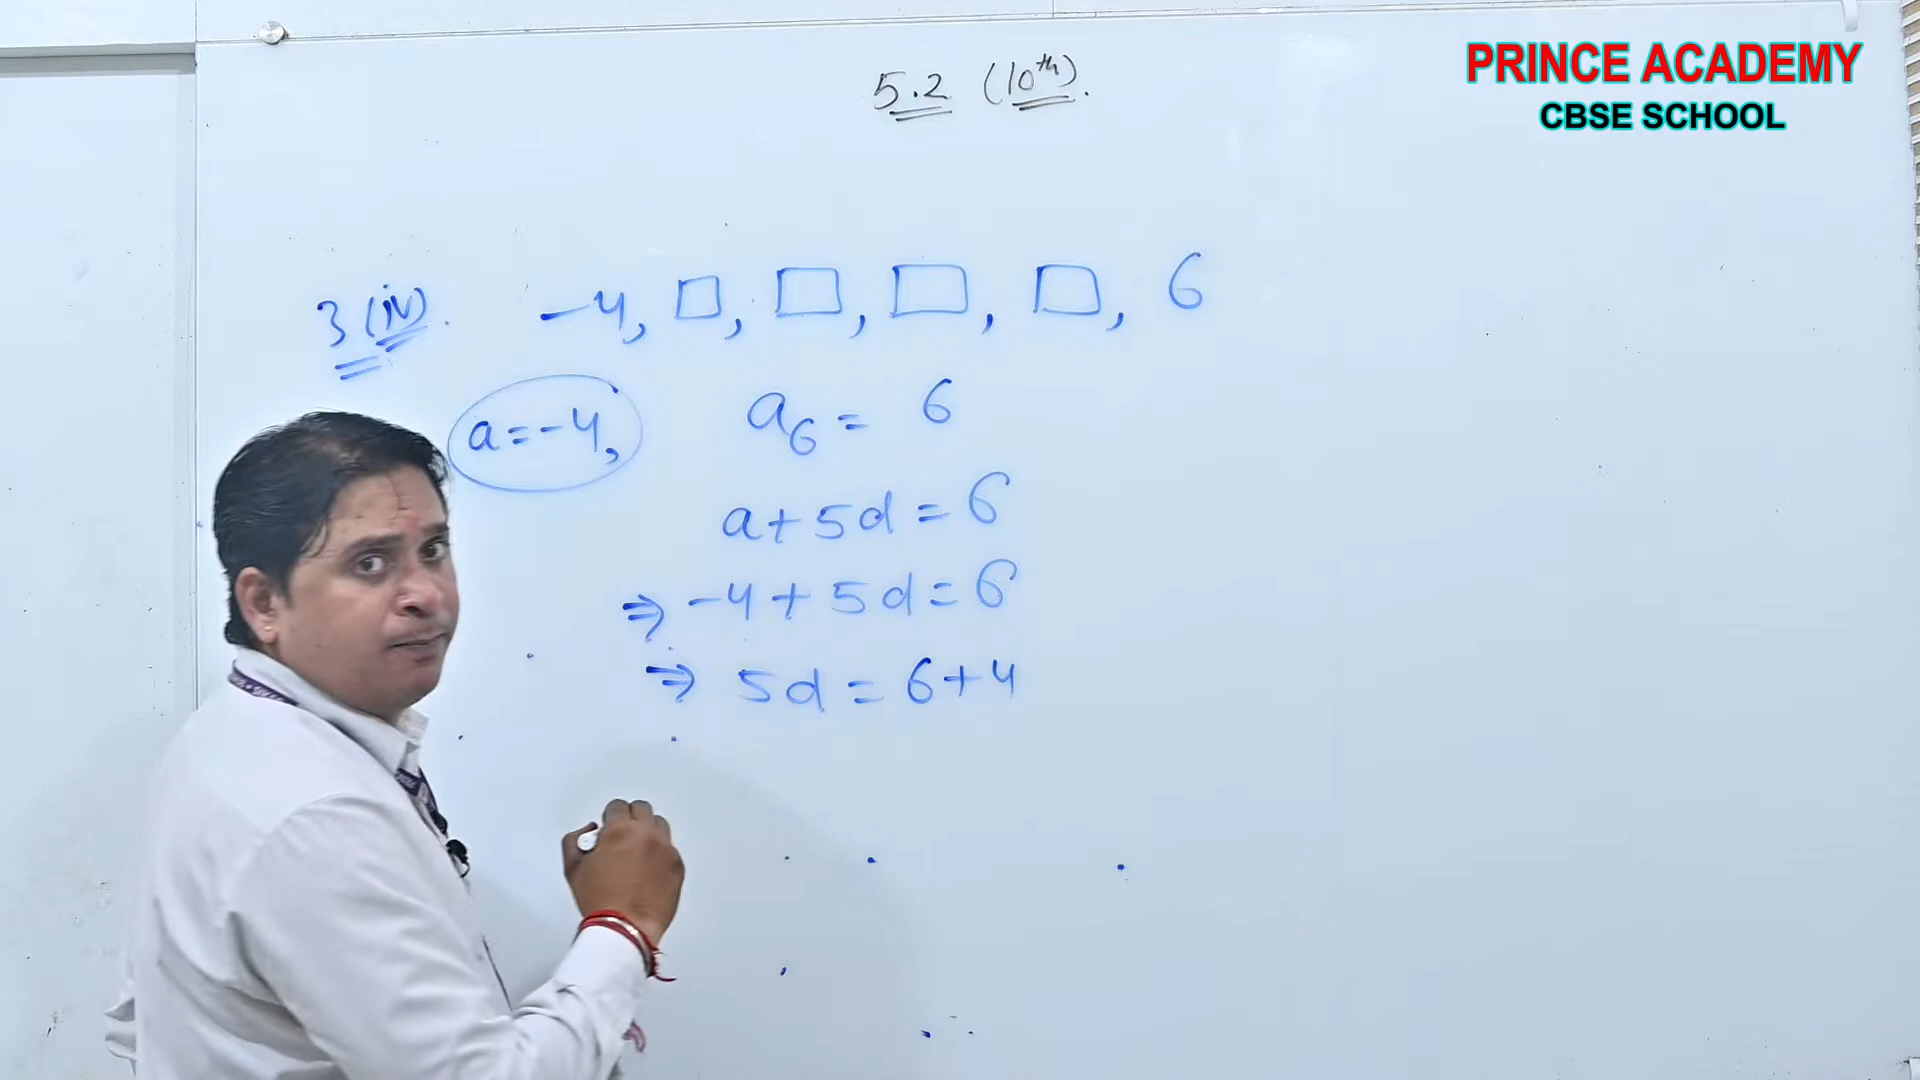 PRINCE ACADEMY
CBSE SCHOOL
5.2 (10th).
3 (iv). -4, □, □, □, □, 6
a=-4, a₆ = 6
a+5d=6
⇒ -4+5d=6
⇒ 5d=6+4